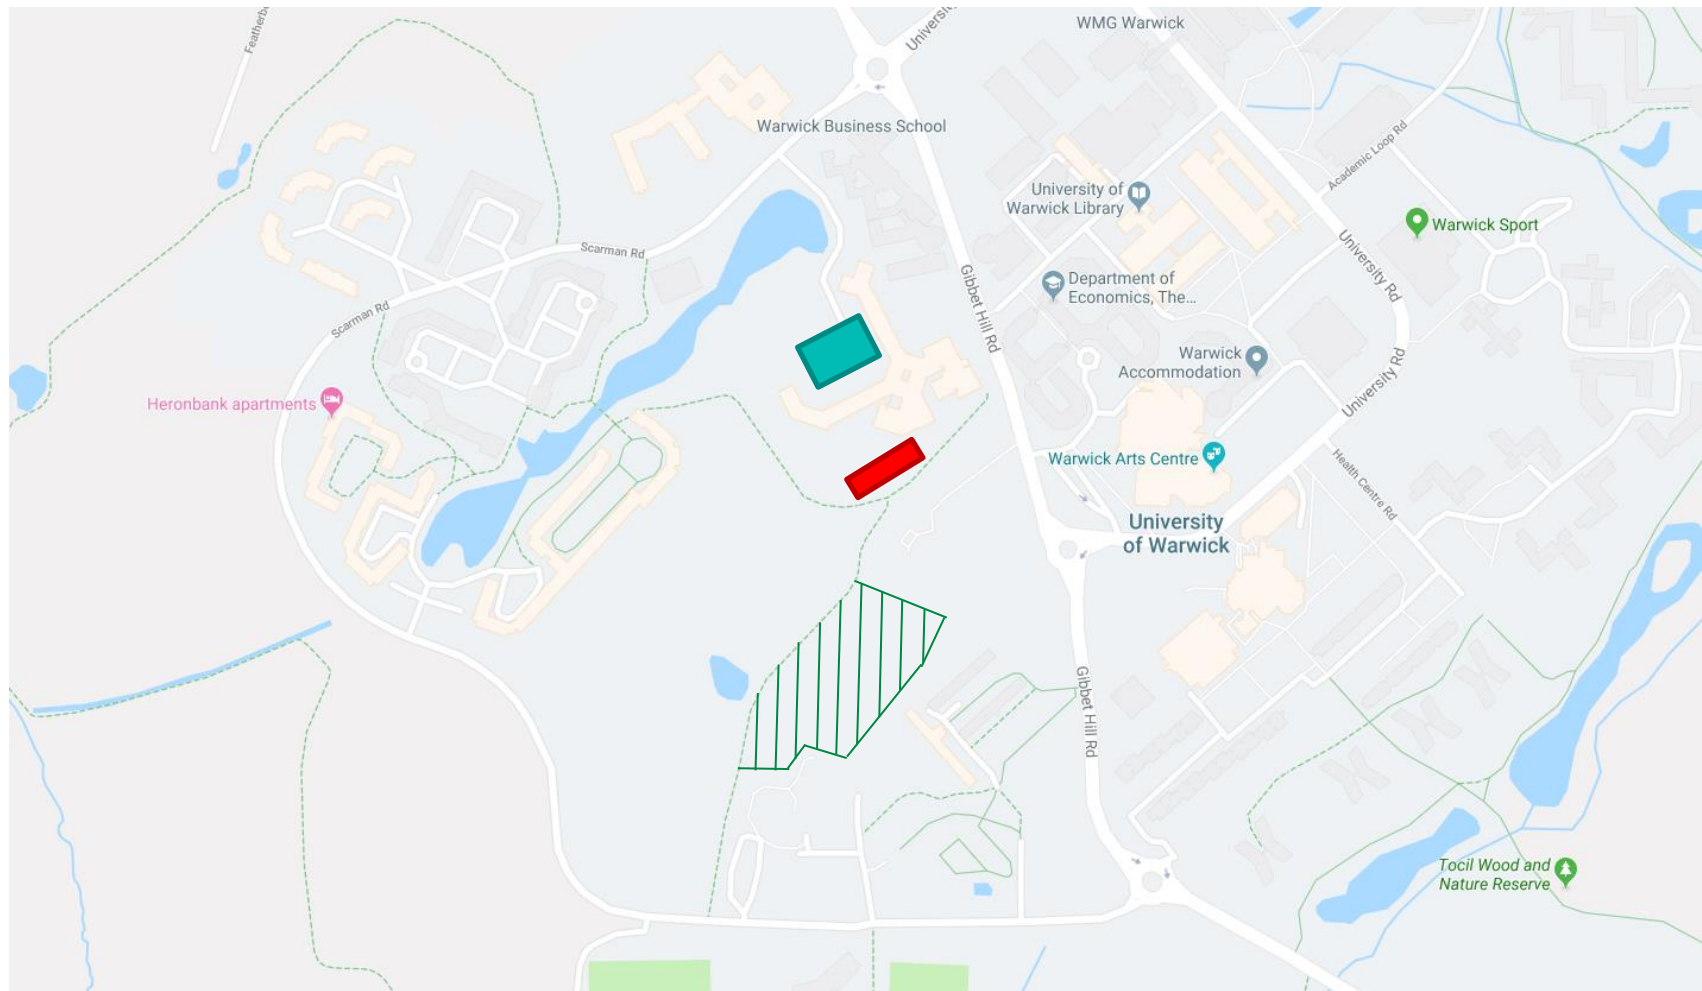 Featherb
University
WMG Warwick
Warwick Business School
University of
Warwick Library
Academic Loop Rd
Warwick Sport
Scarman Rd
Scarman Rd
Gibbet Hill Rd
Department of
Economics, The...
University Rd
Warwick
Accommodation
University Rd
Heronbank apartments
Warwick Arts Centre
Health Centre Rd
University
of Warwick
Gibbet Hill Rd
Tocil Wood and
Nature Reserve